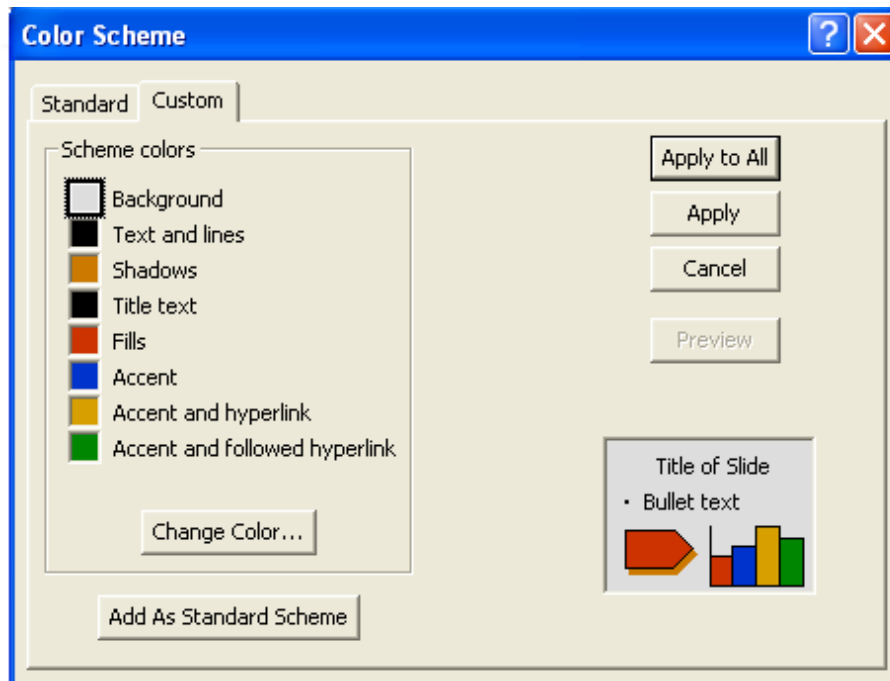 Color Scheme
Standard
Custom
Scheme colors
Background
Text and lines
Shadows
Title text
Fills
Accent
Accent and hyperlink
Accent and followed hyperlink
Change Color...
Add As Standard Scheme
Apply to All
Apply
Cancel
Preview
Title of Slide
• Bullet text